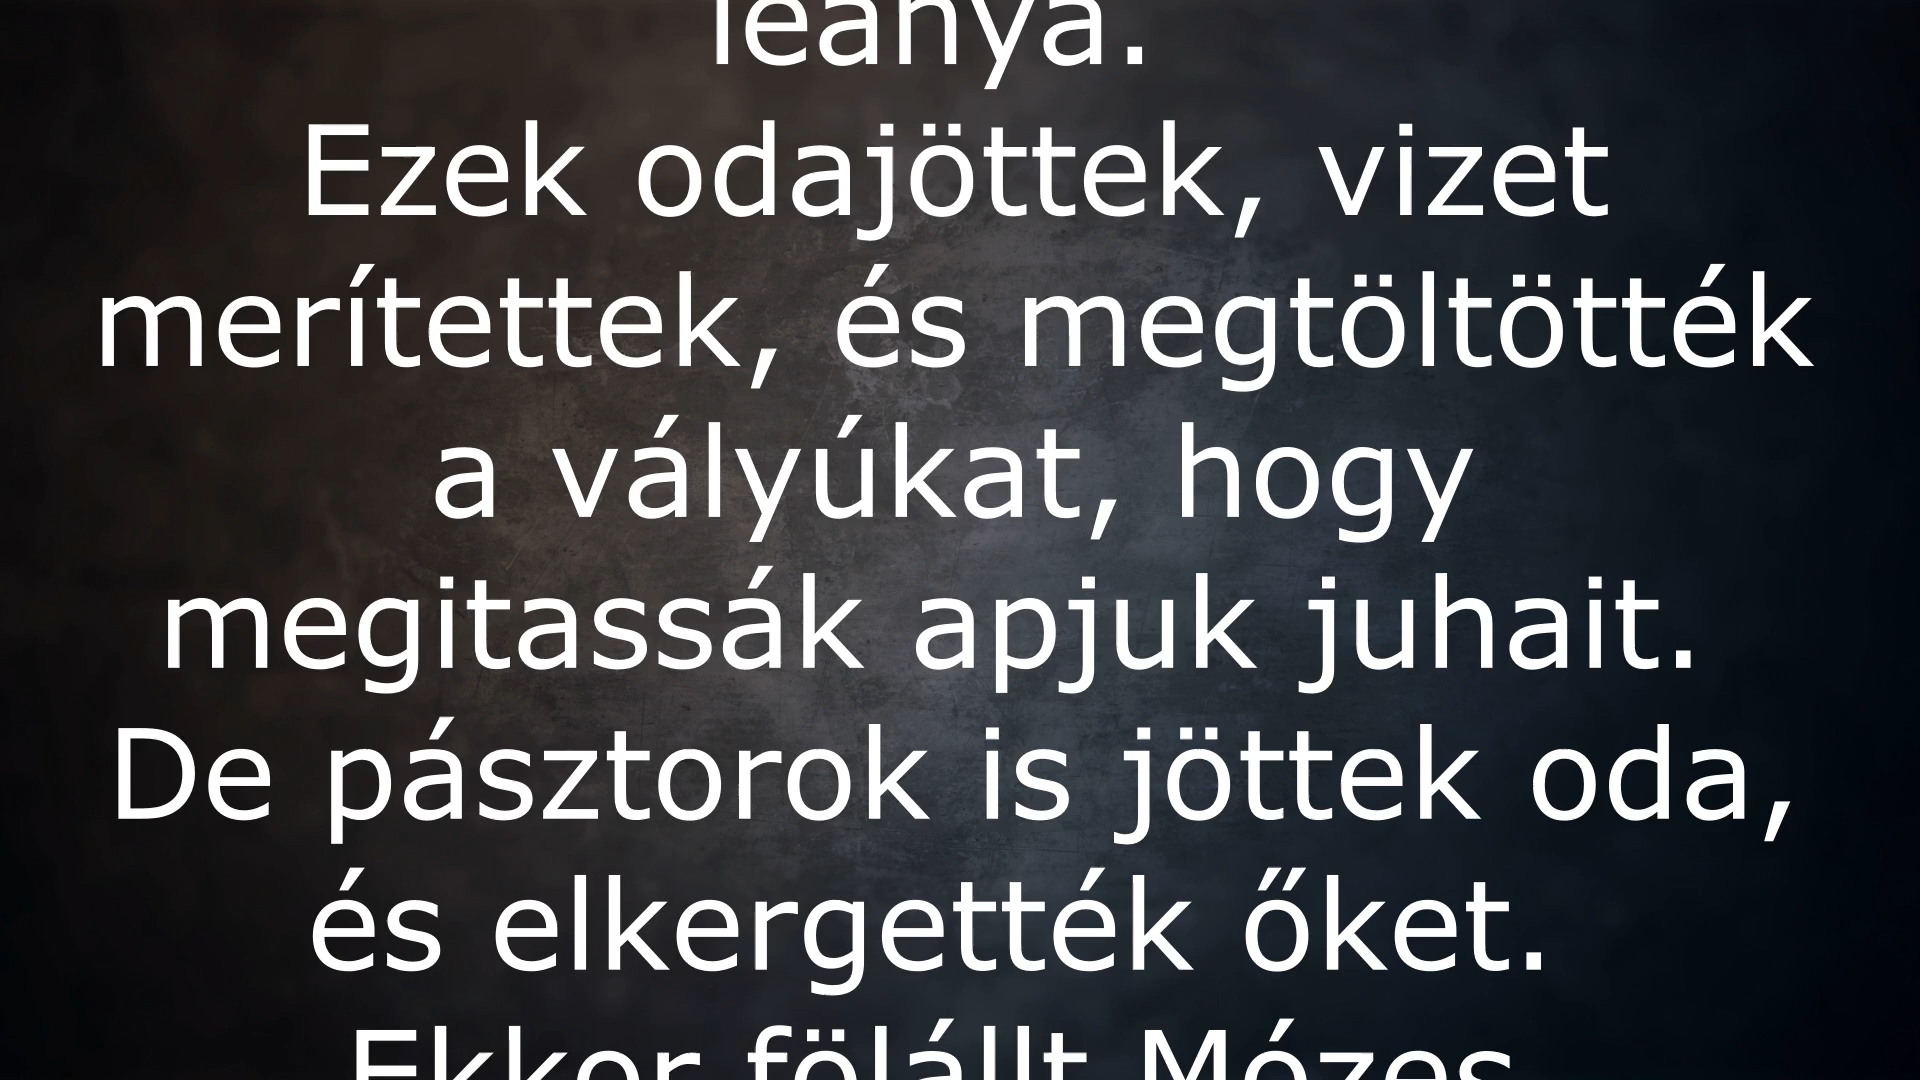 leánya.
Ezek odajöttek, vizet
merítettek, és megtöltötték
a vályúkat, hogy
megitassák apjuk juhait.
De pásztorok is jöttek oda,
és elkergették őket.
Ekkor fölállt Mózes